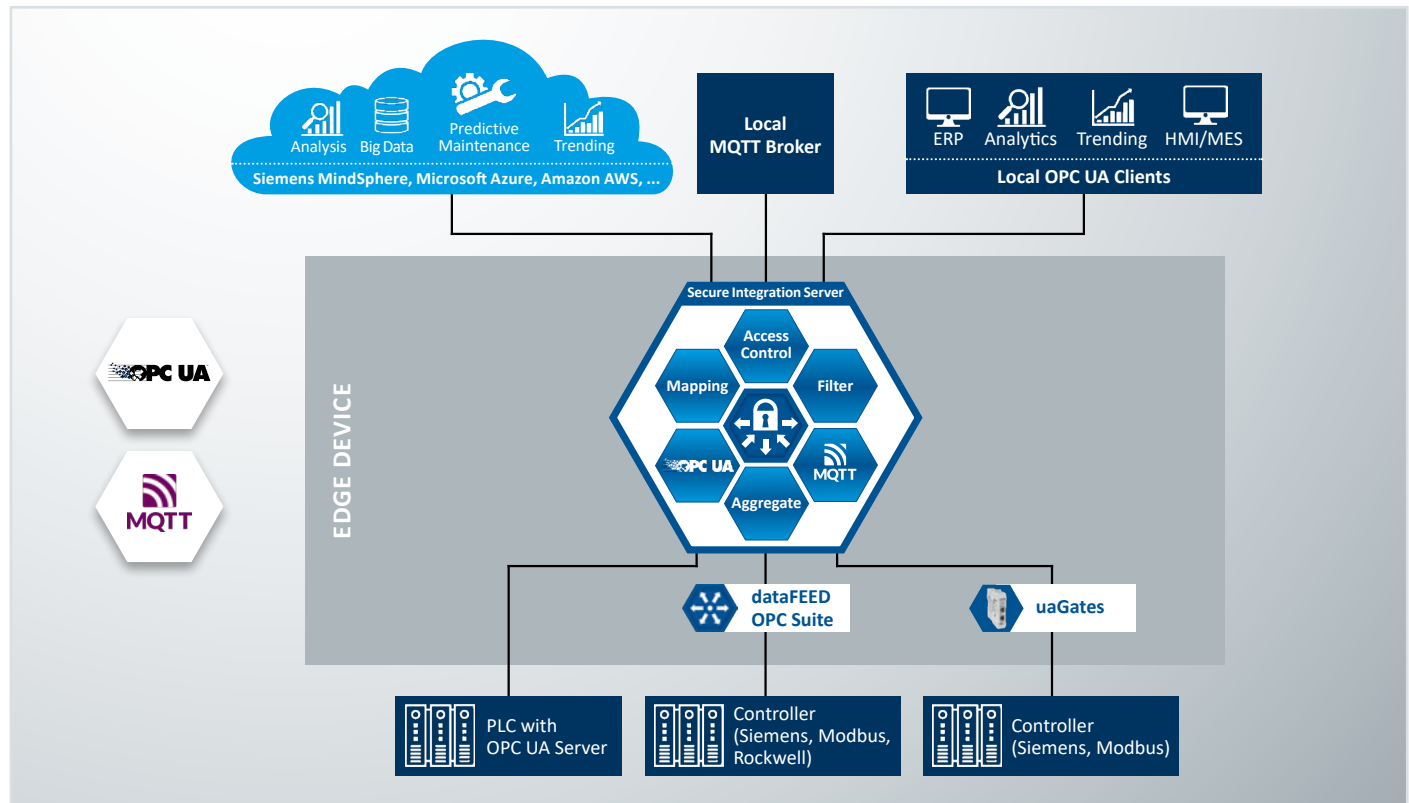 Analysis
Big Data
Predictive
Maintenance
Trending
Siemens MindSphere, Microsoft Azure, Amazon AWS, ...
Local
MQTT Broker
ERP
Analytics
Trending
HMI/MES
Local OPC UA Clients
EDGE DEVICE
Secure Integration Server
Access
Control
Mapping
Filter
OPC UA
MQTT
Aggregate
OPC UA
MQTT
dataFEED
OPC Suite
uaGates
PLC with
OPC UA Server
Controller
(Siemens, Modbus,
Rockwell)
Controller
(Siemens, Modbus)